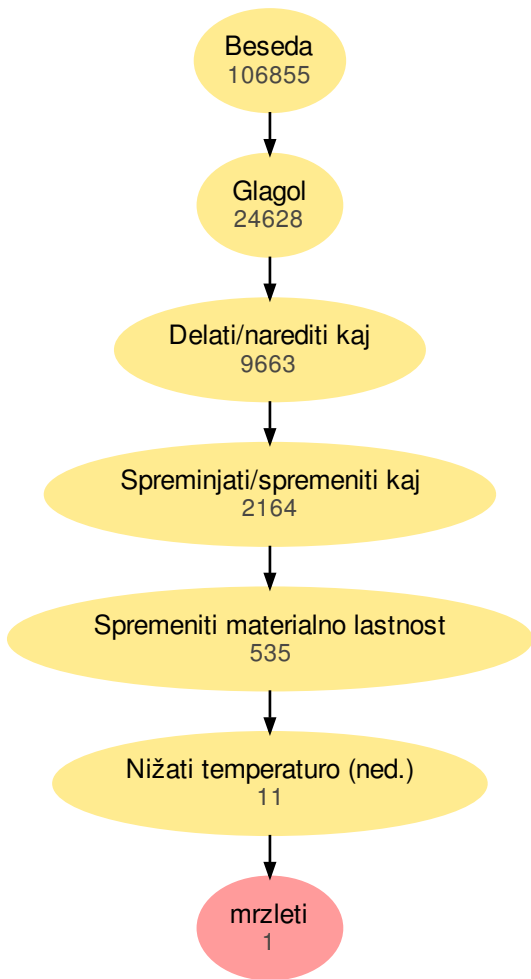 Beseda
106855
Glagol
24628
Delati/narediti kaj
9663
Spreminjati/spremeniti kaj
2164
Spremeniti materialno lastnost
535
Nižati temperaturo (ned.)
11
mrzleti
1